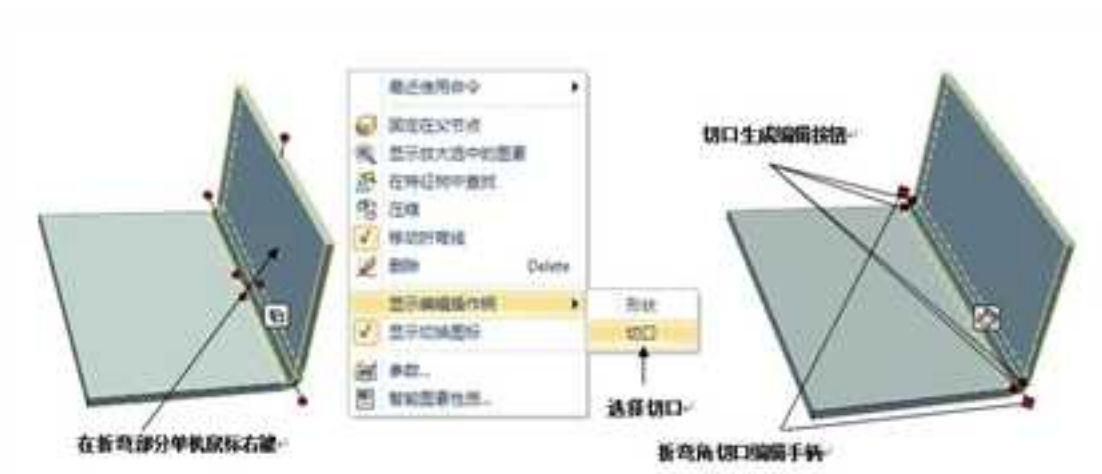 最近使用命令
固定在父节点
显示放大选中的图素
在特征树中查找
压缩
移动折弯线
删除 Delete
显示编辑操作柄
形状
显示切换图标
切口
参数...
智能图素性质...
在折弯部分单机鼠标右键
选择切口
切口生成编辑按钮
折弯角切口编辑手柄